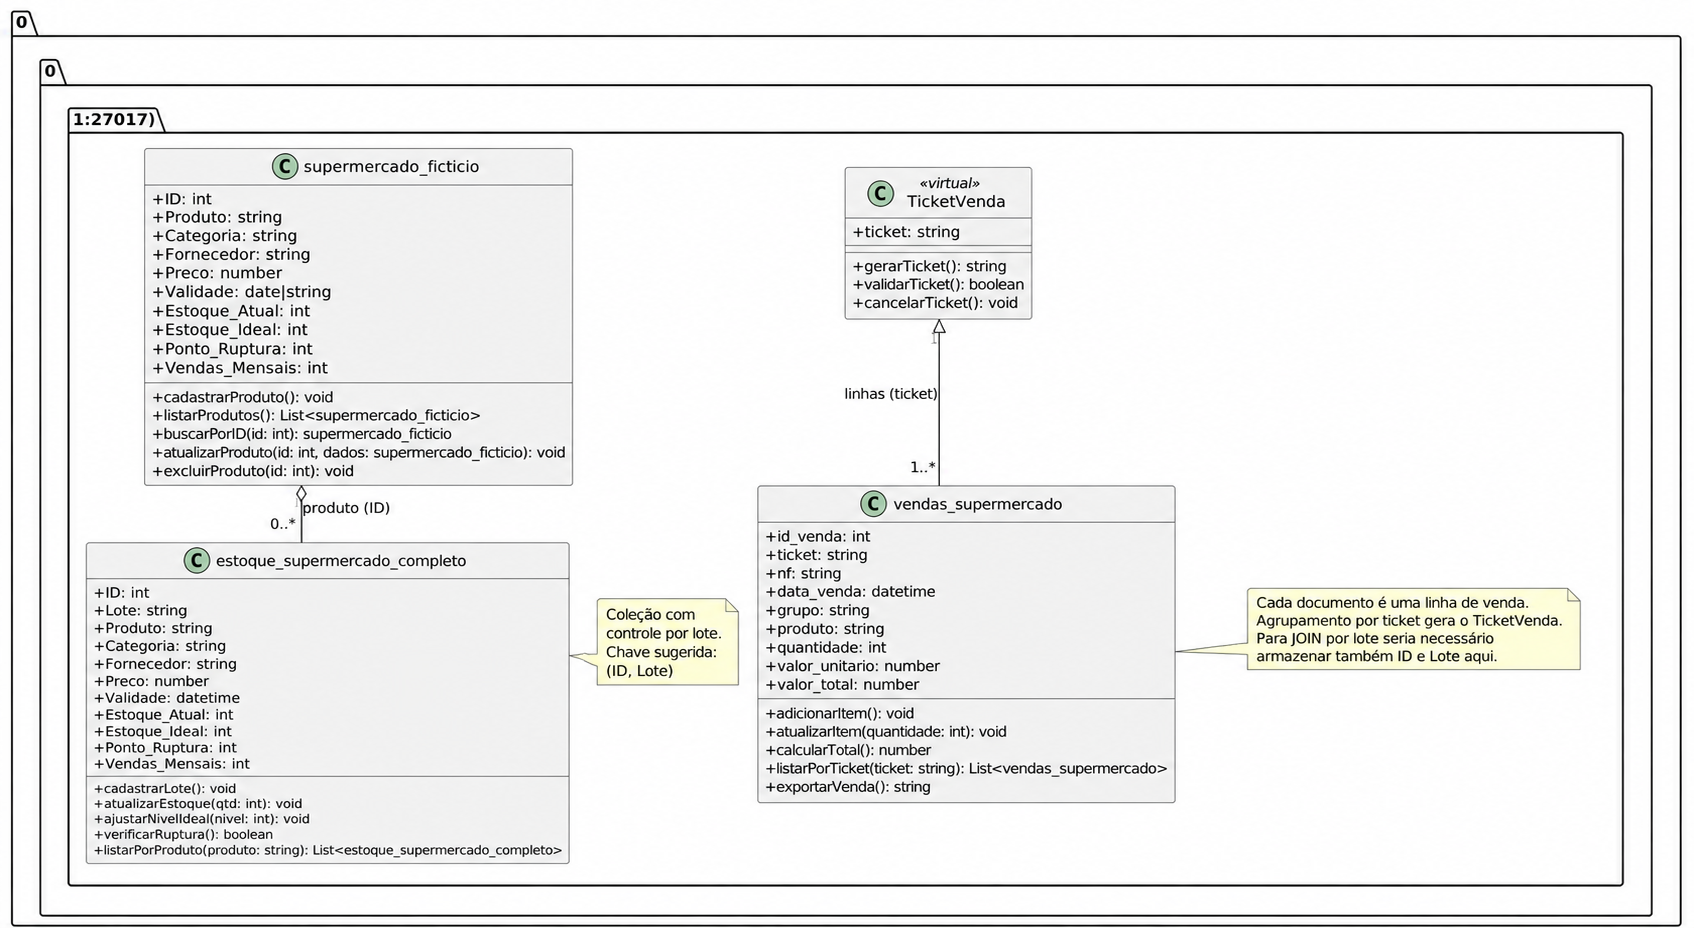 0
0
1:27017)
C supermercado_ficticio
+ID: int
+Produto: string
+Categoria: string
+Fornecedor: string
+Preco: number
+Validade: date|string
+Estoque_Atual: int
+Estoque_Ideal: int
+Ponto_Ruptura: int
+Vendas_Mensais: int
+cadastrarProduto(): void
+listarProdutos(): List<supermercado_ficticio>
+buscarPorID(id: int): supermercado_ficticio
+atualizarProduto(id: int, dados: supermercado_ficticio): void
+excluirProduto(id: int): void
1
produto (ID)
0..*
C estoque_supermercado_completo
+ID: int
+Lote: string
+Produto: string
+Categoria: string
+Fornecedor: string
+Preco: number
+Validade: datetime
+Estoque_Atual: int
+Estoque_Ideal: int
+Ponto_Ruptura: int
+Vendas_Mensais: int
+cadastrarLote(): void
+atualizarEstoque(qtd: int): void
+ajustarNivelIdeal(nivel: int): void
+verificarRuptura(): boolean
+listarPorProduto(produto: string): List<estoque_supermercado_completo>
Coleção com
controle por lote.
Chave sugerida:
(ID, Lote)
«virtual»
C TicketVenda
+ticket: string
+gerarTicket(): string
+validarTicket(): boolean
+cancelarTicket(): void
1
linhas (ticket)
1..*
C vendas_supermercado
+id_venda: int
+ticket: string
+nf: string
+data_venda: datetime
+grupo: string
+produto: string
+quantidade: int
+valor_unitario: number
+valor_total: number
+adicionarItem(): void
+atualizarItem(quantidade: int): void
+calcularTotal(): number
+listarPorTicket(ticket: string): List<vendas_supermercado>
+exportarVenda(): string
Cada documento é uma linha de venda.
Agrupamento por ticket gera o TicketVenda.
Para JOIN por lote seria necessário
armazenar também ID e Lote aqui.